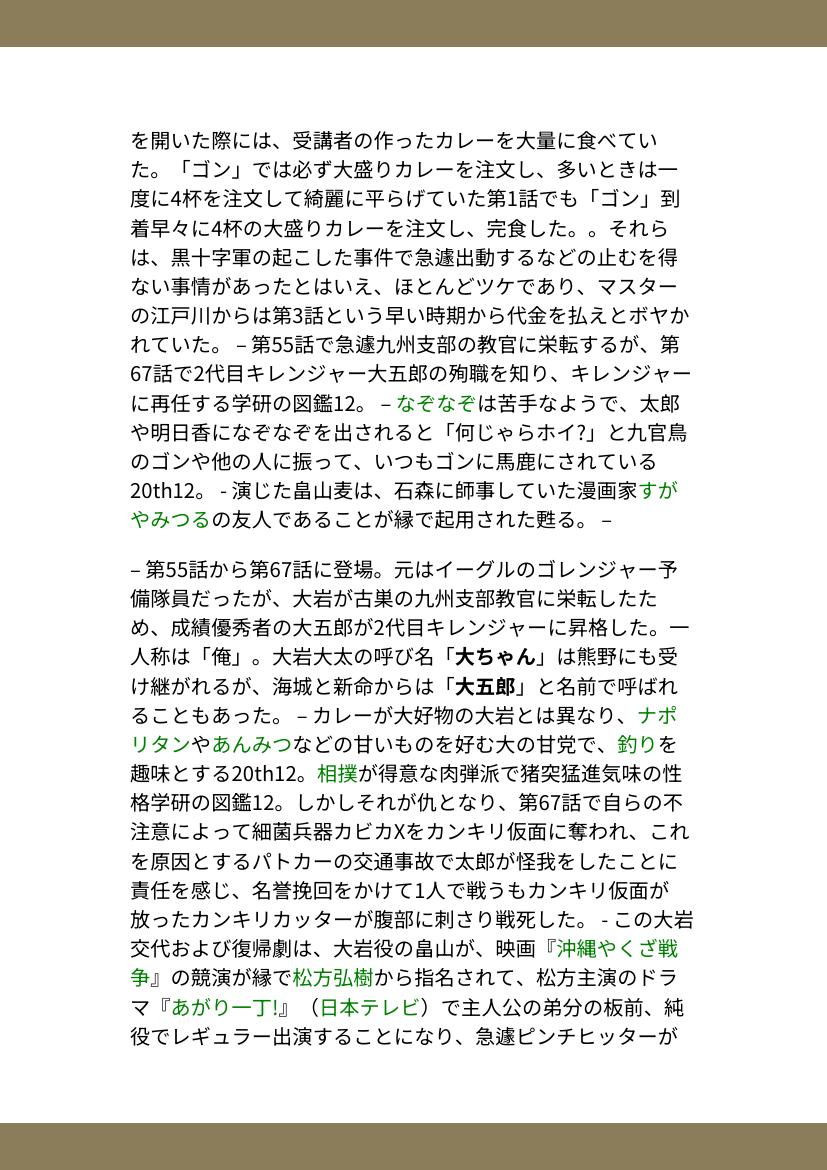 を開いた際には、受講者の作ったカレーを大量に食べてい
た。「ゴン」では必ず大盛りカレーを注文し、多いときは一
度に4杯を注文して綺麗に平らげていた第1話でも「ゴン」到
着早々に4杯の大盛りカレーを注文し、完食した。。それら
は、黒十字軍の起こした事件で急遽出動するなどの止むを得
ない事情があったとはいえ、ほとんどツケであり、マスター
の江戸川からは第3話という早い時期から代金を払えとボヤか
れていた。 – 第55話で急遽九州支部の教官に栄転するが、第
67話で2代目キレンジャー大五郎の殉職を知り、キレンジャー
に再任する学研の図鑑12。 – なぞなぞは苦手なようで、太郎
や明日香になぞなぞを出されると「何じゃらホイ?」と九官鳥
のゴンや他の人に振って、いつもゴンに馬鹿にされている
20th12。 - 演じた畠山麦は、石森に師事していた漫画家すが
やみつるの友人であることが縁で起用された甦る。 –
– 第55話から第67話に登場。元はイーグルのゴレンジャー予
備隊員だったが、大岩が古巣の九州支部教官に栄転したた
め、成績優秀者の大五郎が2代目キレンジャーに昇格した。一
人称は「俺」。大岩大太の呼び名「大ちゃん」は熊野にも受
け継がれるが、海城と新命からは「大五郎」と名前で呼ばれ
ることもあった。 – カレーが大好物の大岩とは異なり、ナポ
リタンやあんみつなどの甘いものを好む大の甘党で、釣りを
趣味とする20th12。相撲が得意な肉弾派で猪突猛進気味の性
格学研の図鑑12。しかしそれが仇となり、第67話で自らの不
注意によって細菌兵器カビカXをカンキリ仮面に奪われ、これ
を原因とするパトカーの交通事故で太郎が怪我をしたことに
責任を感じ、名誉挽回をかけて1人で戦うもカンキリ仮面が
放ったカンキリカッターが腹部に刺さり戦死した。 - この大岩
交代および復帰劇は、大岩役の畠山が、映画『沖縄やくざ戦
争』の競演が縁で松方弘樹から指名されて、松方主演のドラ
マ『あがり一丁!』（日本テレビ）で主人公の弟分の板前、純
役でレギュラー出演することになり、急遽ピンチヒッターが